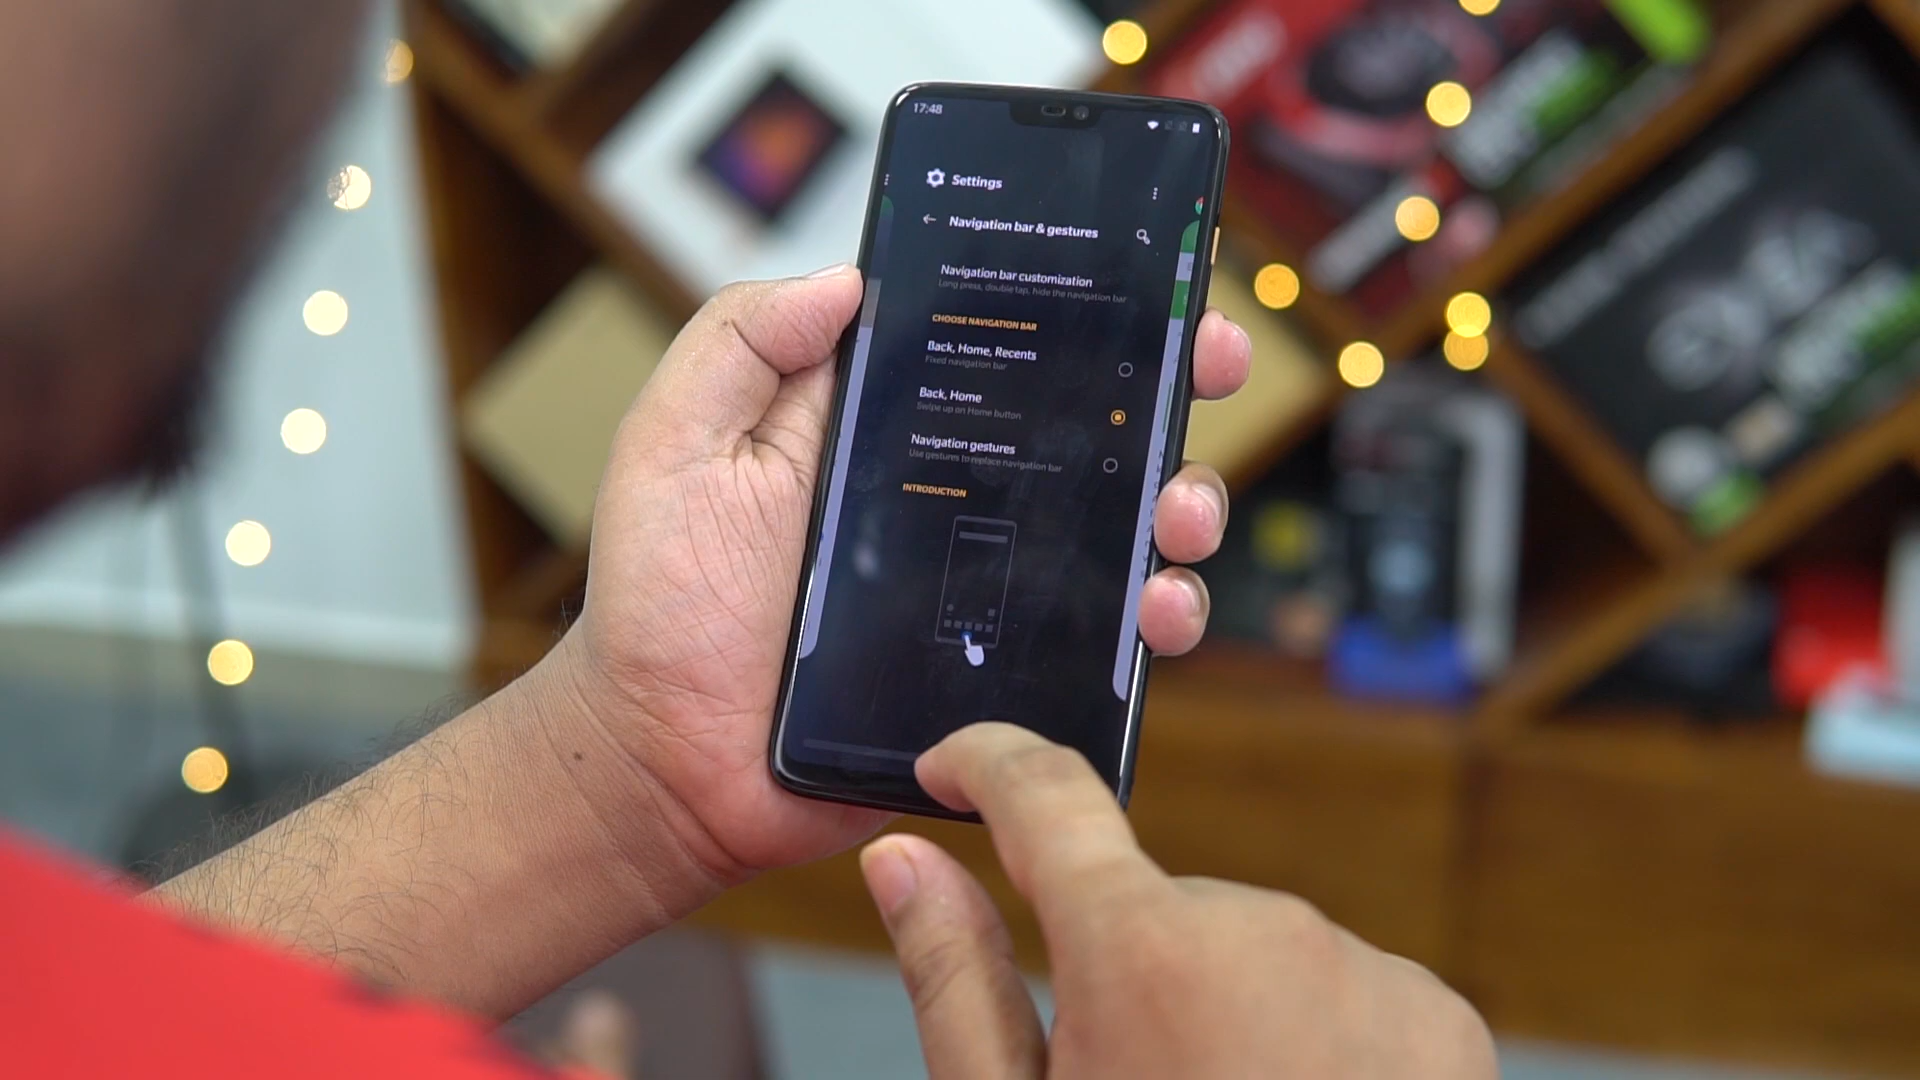 17:48
Settings
Navigation bar & gestures
Navigation bar customization
Long press, double tap, hide the navigation bar
CHOOSE NAVIGATION BAR
Back, Home, Recents
Fixed navigation bar
Back, Home
Swipe up on Home button
Navigation gestures
Use gestures to replace navigation bar
INTRODUCTION